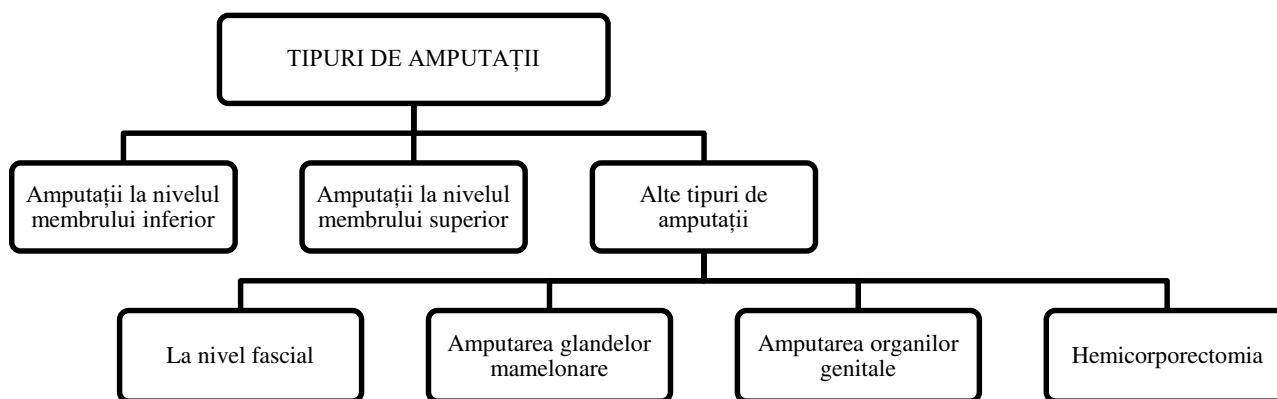 TIPURI DE AMPUTAȚII
Amputații la nivelul
membrului inferior
Amputații la nivelul
membrului superior
Alte tipuri de
amputații
La nivel fascial
Amputarea glandelor
mamelonare
Amputarea organilor
genitale
Hemicorporectomia